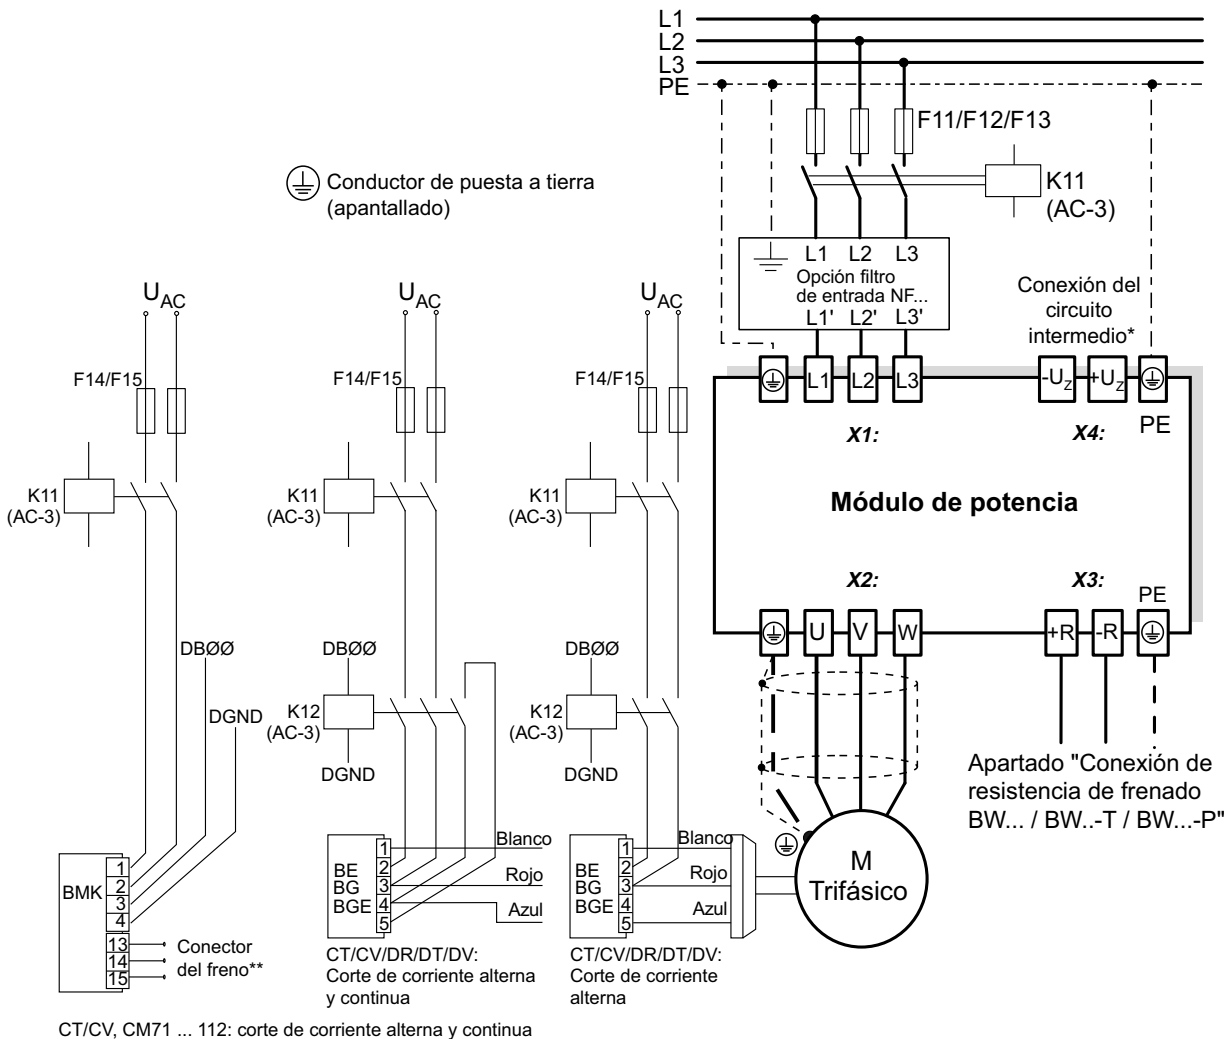 L1
L2
L3
PE
F11/F12/F13
K11
(AC-3)
Conductor de puesta a tierra
(apantallado)
L1 L2 L3
Opción filtro
de entrada NF...
L1' L2' L3'
Conexión del
circuito
intermedio*
L1 L2 L3
-UZ +UZ
X1:
X4:
PE
Módulo de potencia
X2:
X3:
PE
U V W
+R -R
Apartado "Conexión de
resistencia de frenado
BW... / BW..-T / BW...-P"
M
Trifásico
UAC
F14/F15
K11
(AC-3)
DBØØ
DGND
BMK
1
2
3
4
13
14
15
Conector
del freno**
UAC
F14/F15
K11
(AC-3)
DBØØ
K12
(AC-3)
DGND
BE
BG
BGE
1
2
3
4
5
Blanco
Rojo
Azul
CT/CV/DR/DT/DV:
Corte de corriente alterna
y continua
UAC
F14/F15
K11
(AC-3)
DBØØ
K12
(AC-3)
DGND
BE
BG
BGE
1
2
3
4
5
Blanco
Rojo
Azul
CT/CV/DR/DT/DV:
Corte de corriente
alterna
CT/CV, CM71 ... 112: corte de corriente alterna y continua